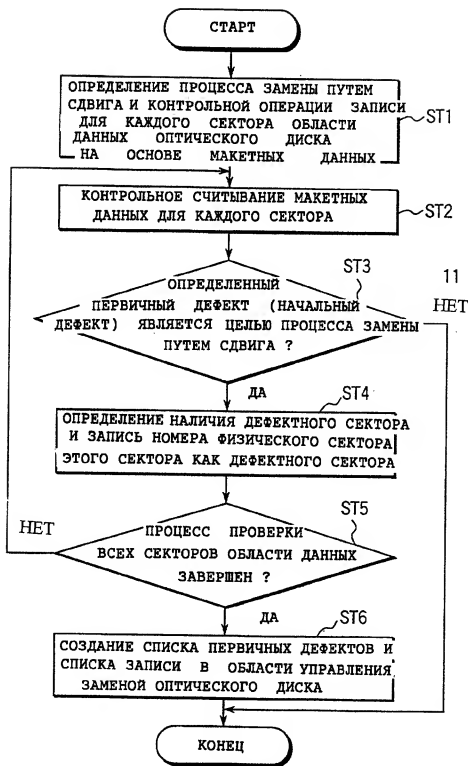 СТАРТ
ОПРЕДЕЛЕНИЕ ПРОЦЕССА ЗАМЕНЫ ПУТЕМ
СДВИГА И КОНТРОЛЬНОЙ ОПЕРАЦИИ ЗАПИСИ
ДЛЯ КАЖДОГО СЕКТОРА ОБЛАСТИ
ДАННЫХ ОПТИЧЕСКОГО ДИСКА
НА ОСНОВЕ МАКЕТНЫХ ДАННЫХ
ST1
КОНТРОЛЬНОЕ СЧИТЫВАНИЕ МАКЕТНЫХ
ДАННЫХ ДЛЯ КАЖДОГО СЕКТОРА
ST2
ST3
11
ОПРЕДЕЛЕННЫЙ
ПЕРВИЧНЫЙ ДЕФЕКТ (НАЧАЛЬНЫЙ
ДЕФЕКТ) ЯВЛЯЕТСЯ ЦЕЛЬЮ ПРОЦЕССА ЗАМЕНЫ
ПУТЕМ СДВИГА ?
НЕТ
ДА
ST4
ОПРЕДЕЛЕНИЕ НАЛИЧИЯ ДЕФЕКТНОГО СЕКТОРА
И ЗАПИСЬ НОМЕРА ФИЗИЧЕСКОГО СЕКТОРА
ЭТОГО СЕКТОРА КАК ДЕФЕКТНОГО СЕКТОРА
ST5
НЕТ
ПРОЦЕСС ПРОВЕРКИ
ВСЕХ СЕКТОРОВ ОБЛАСТИ ДАННЫХ
ЗАВЕРШЕН ?
ДА
ST6
СОЗДАНИЕ СПИСКА ПЕРВИЧНЫХ ДЕФЕКТОВ И
СПИСКА ЗАПИСИ В ОБЛАСТИ УПРАВЛЕНИЯ
ЗАМЕНОЙ ОПТИЧЕСКОГО ДИСКА
КОНЕЦ